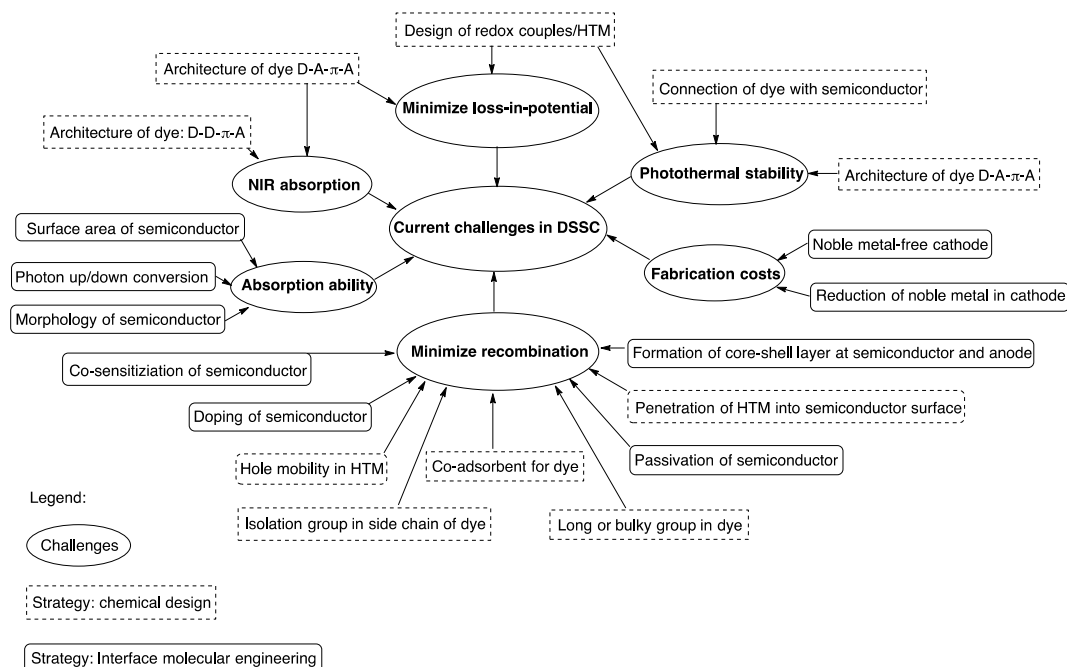 Design of redox couples/HTM
Architecture of dye D-A-π-A
Minimize loss-in-potential
Connection of dye with semiconductor
Architecture of dye: D-D-π-A
NIR absorption
Photothermal stability
Architecture of dye D-A-π-A
Surface area of semiconductor
Current challenges in DSSC
Noble metal-free cathode
Photon up/down conversion
Absorption ability
Fabrication costs
Reduction of noble metal in cathode
Morphology of semiconductor
Minimize recombination
Formation of core-shell layer at semiconductor and anode
Co-sensitiziation of semiconductor
Penetration of HTM into semiconductor surface
Doping of semiconductor
Hole mobility in HTM
Co-adsorbent for dye
Passivation of semiconductor
Isolation group in side chain of dye
Long or bulky group in dye
Legend:
Challenges
Strategy: chemical design
Strategy: Interface molecular engineering